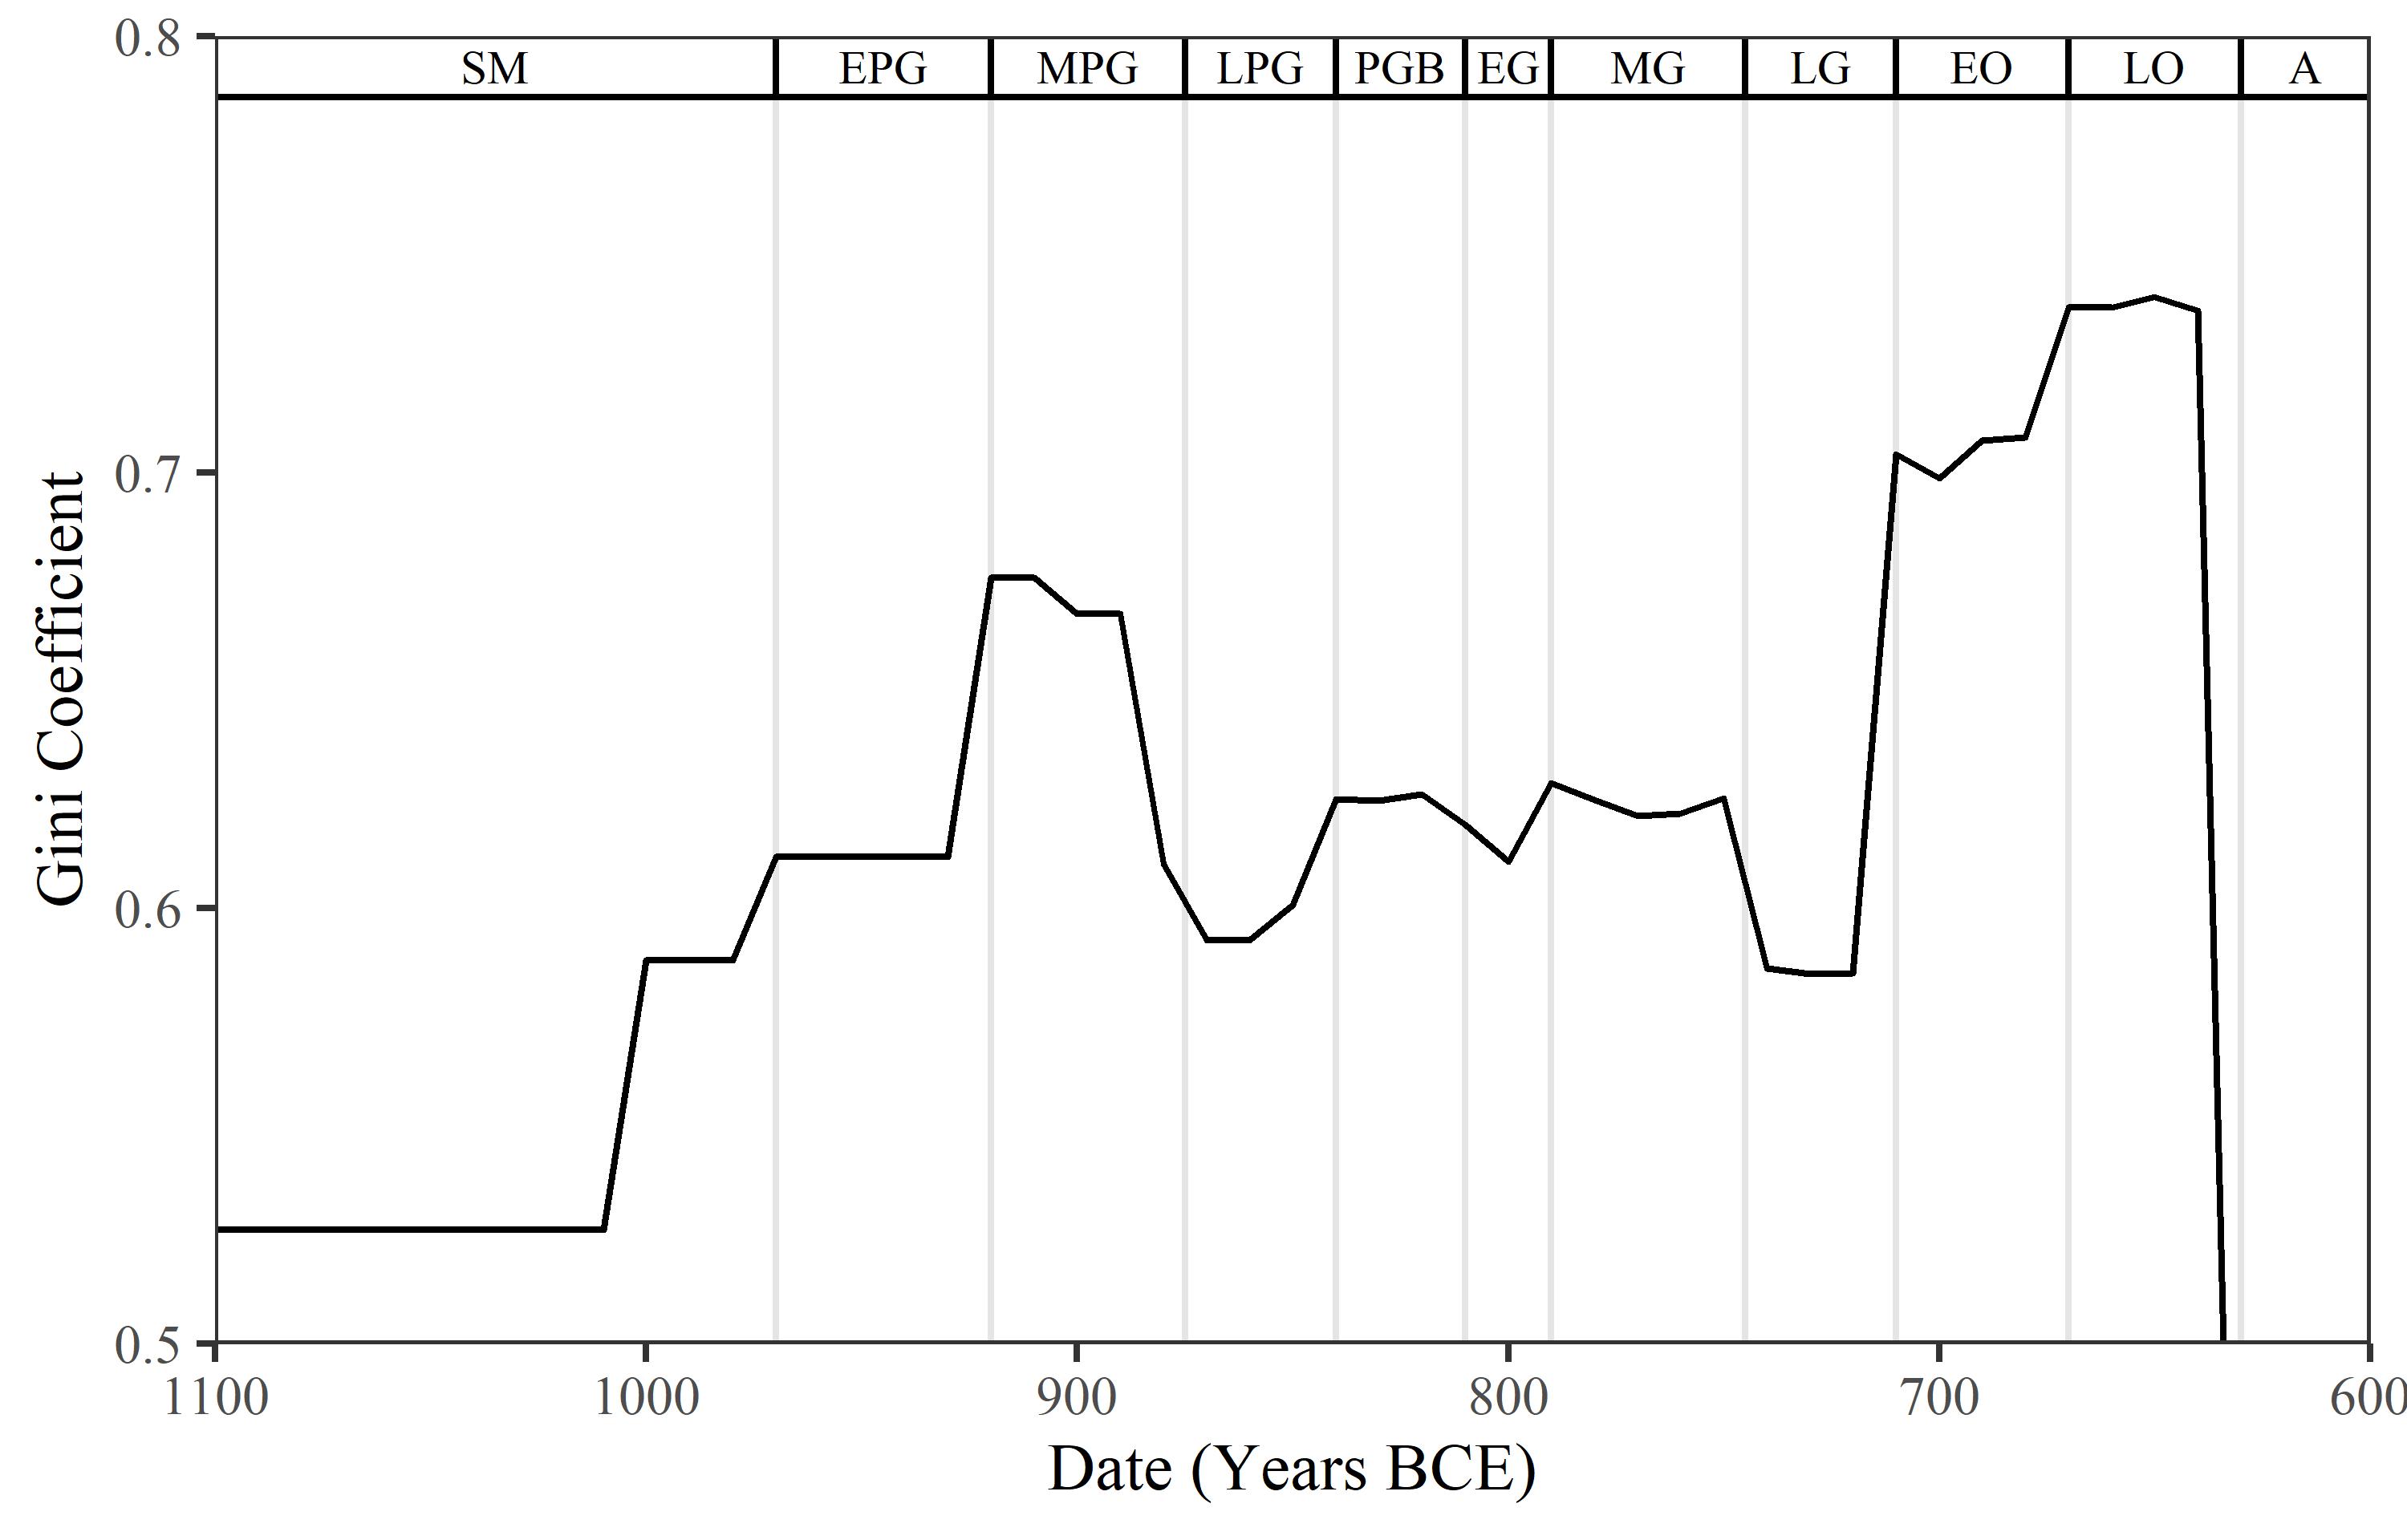 0.8
SM EPG MPG LPG PGB EG MG LG EO LO A
0.7
0.6
0.5
Gini Coefficient
1100 1000 900 800 700 600
Date (Years BCE)